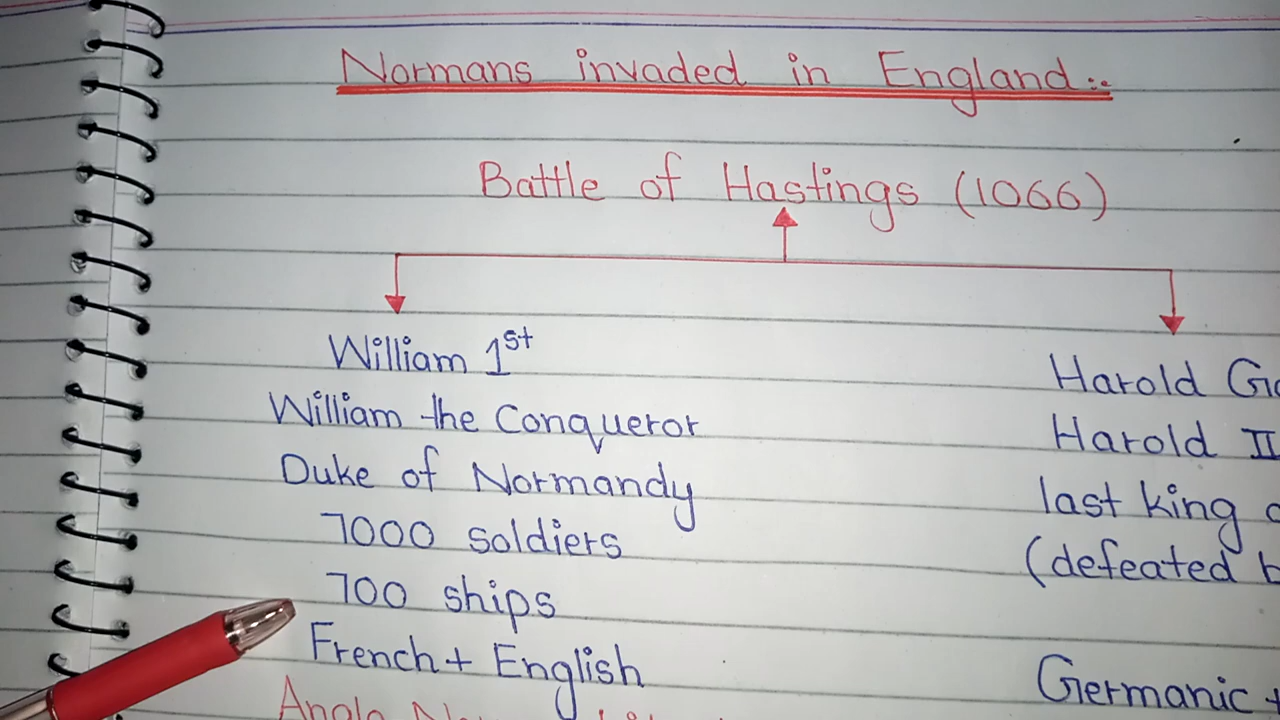 Normans invaded in England:-
Battle of Hastings (1066)
William 1st
William the Conqueror
Duke of Normandy
7000 soldiers
700 ships
French + English
Anglo
Harold
Harold II
last king
(defeated
Germanic +